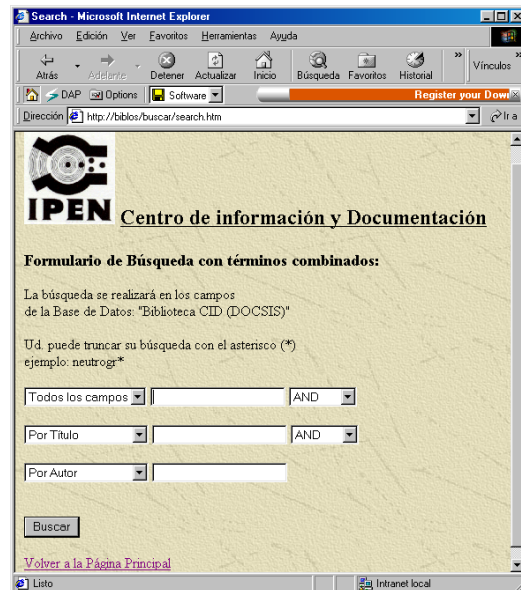 Search - Microsoft Internet Explorer
Archivo Edición Ver Favoritos Herramientas Ayuda
Atrás Adelante Detener Actualizar Inicio Búsqueda Favoritos Historial » Vínculos »
DAP Options Software Register your Down
Dirección http://biblos/buscar/search.htm Ir a
IPEN Centro de información y Documentación
Formulario de Búsqueda con términos combinados:
La búsqueda se realizará en los campos
de la Base de Datos: "Biblioteca CID (DOCSIS)"
Ud. puede truncar su búsqueda con el asterisco (*)
ejemplo: neutrogr*
Todos los campos AND
Por Título AND
Por Autor
Buscar
Volver a la Página Principal
Listo Intranet local